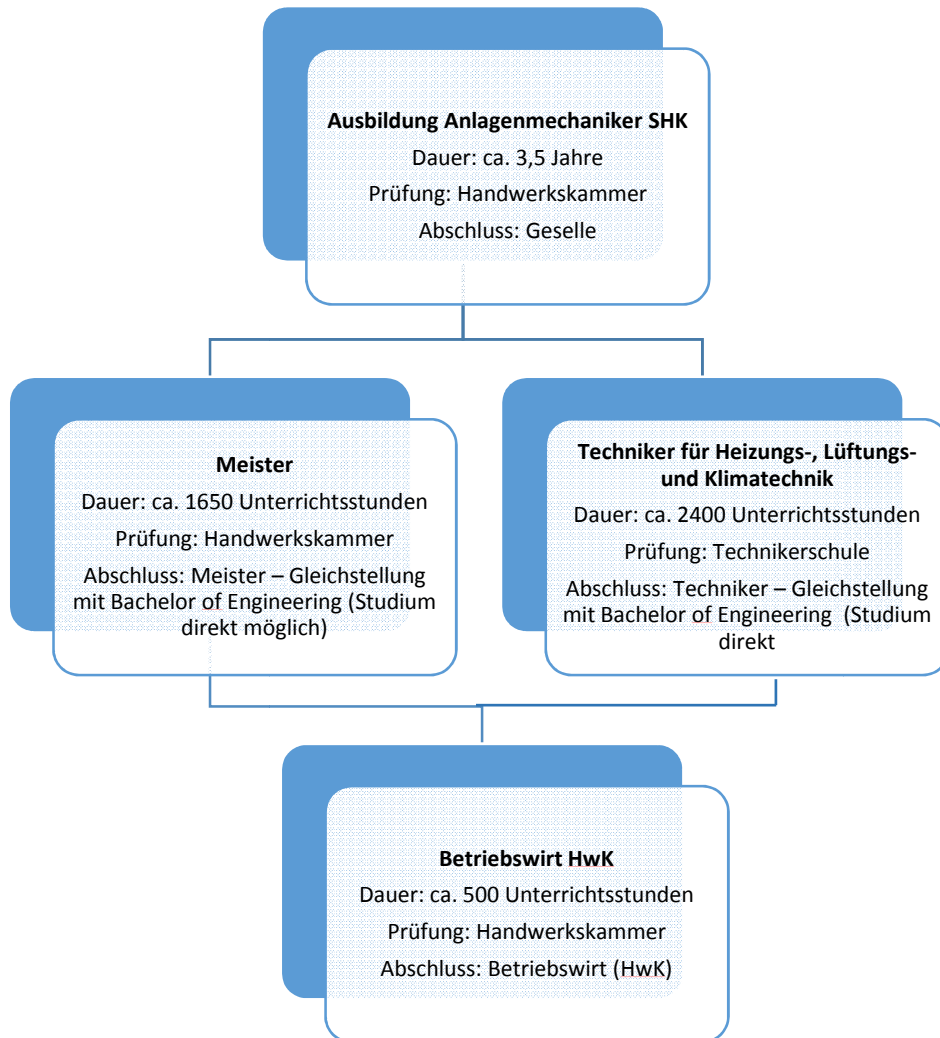 Ausbildung Anlagenmechaniker SHK
Dauer: ca. 3,5 Jahre
Prüfung: Handwerkskammer
Abschluss: Geselle
Meister
Dauer: ca. 1650 Unterrichtsstunden
Prüfung: Handwerkskammer
Abschluss: Meister – Gleichstellung
mit Bachelor of Engineering (Studium
direkt möglich)
Techniker für Heizungs-, Lüftungs-
und Klimatechnik
Dauer: ca. 2400 Unterrichtsstunden
Prüfung: Technikerschule
Abschluss: Techniker – Gleichstellung
mit Bachelor of Engineering  (Studium
direkt
Betriebswirt HwK
Dauer: ca. 500 Unterrichtsstunden
Prüfung: Handwerkskammer
Abschluss: Betriebswirt (HwK)